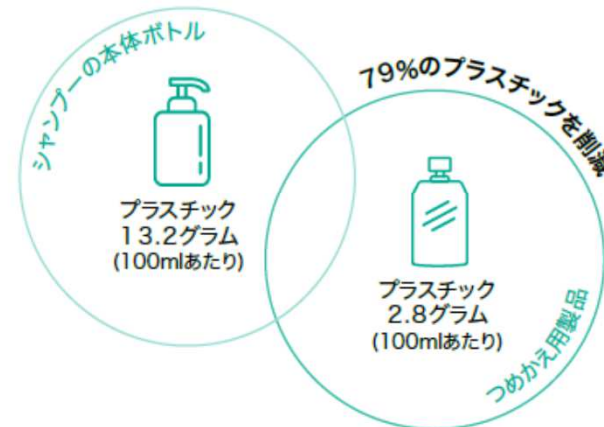 シャンプーの本体ボトル
プラスチック
13.2グラム
(100mlあたり)
79%のプラスチックを削減
プラスチック
2.8グラム
(100mlあたり)
つめかえ用製品